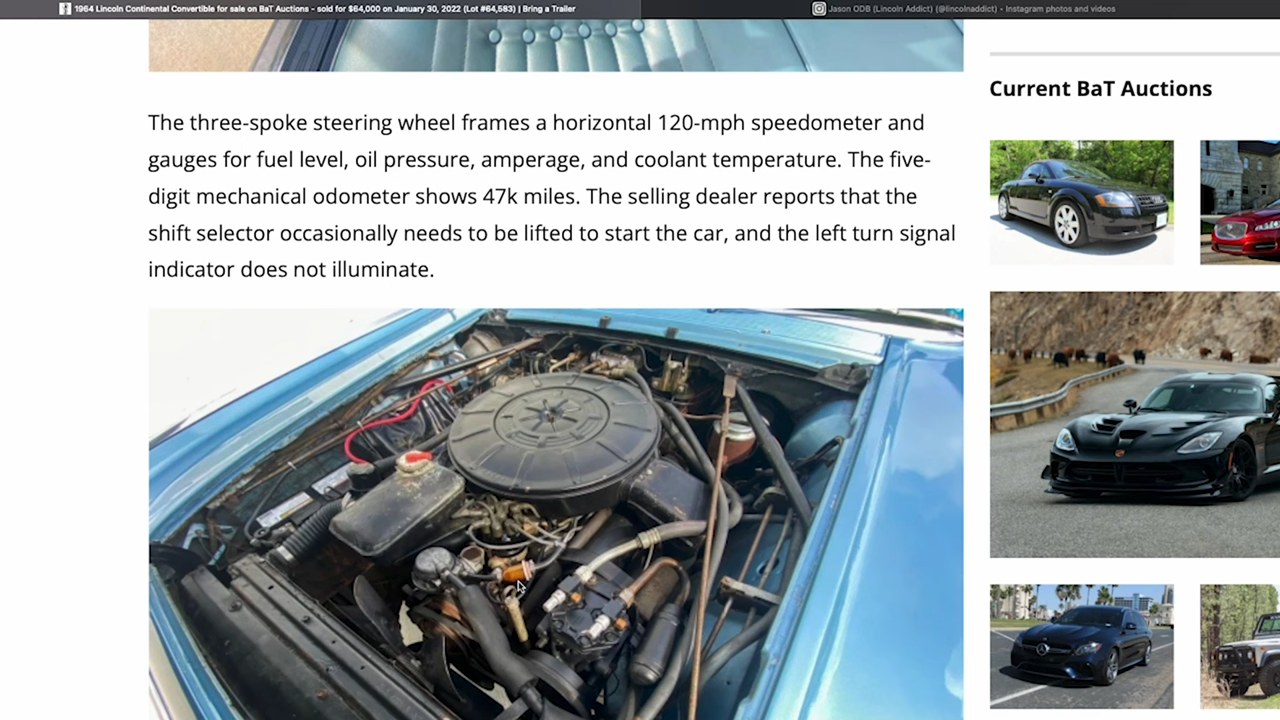 1964 Lincoln Continental Convertible for sale on BaT Auctions - sold for $64,000 on January 30, 2022 (Lot #64,583) | Bring a Trailer
Jason ODB (Lincoln Addict) (@lincolnaddict) • Instagram photos and videos
The three-spoke steering wheel frames a horizontal 120-mph speedometer and
gauges for fuel level, oil pressure, amperage, and coolant temperature. The five-
digit mechanical odometer shows 47k miles. The selling dealer reports that the
shift selector occasionally needs to be lifted to start the car, and the left turn signal
indicator does not illuminate.
Current BaT Auctions